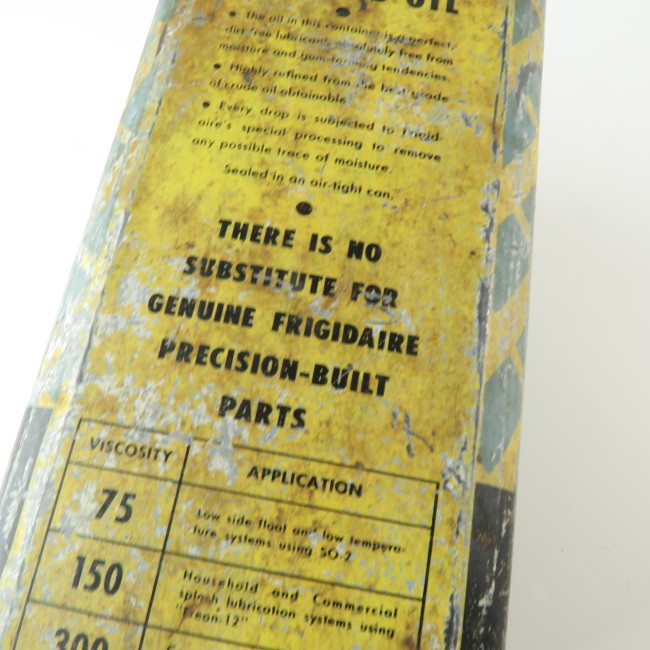 OIL
• The oil in this container is a perfect,
dirt free lubricant absolutely free from
moisture and gum-forming tendencies.
• Highly refined from the best grade
of crude oil obtainable
• Every drop is subjected to Frigid-
aire's special processing to remove
any possible trace of moisture.
Sealed in an air-tight can.
THERE IS NO
SUBSTITUTE FOR
GENUINE FRIGIDAIRE
PRECISION-BUILT
PARTS
VISCOSITY APPLICATION
75 Low side float and low tempera-
ture systems using SO-2
150 Household and Commercial
splash lubrication systems using
"Freon-12"
300